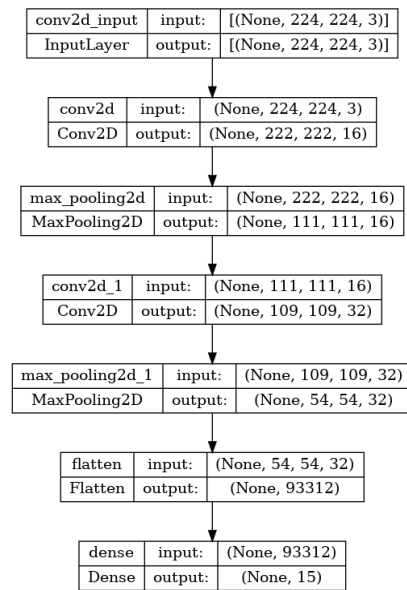 conv2d_input input: [(None, 224, 224, 3)]
InputLayer output: [(None, 224, 224, 3)]
conv2d input: (None, 224, 224, 3)
Conv2D output: (None, 222, 222, 16)
max_pooling2d input: (None, 222, 222, 16)
MaxPooling2D output: (None, 111, 111, 16)
conv2d_1 input: (None, 111, 111, 16)
Conv2D output: (None, 109, 109, 32)
max_pooling2d_1 input: (None, 109, 109, 32)
MaxPooling2D output: (None, 54, 54, 32)
flatten input: (None, 54, 54, 32)
Flatten output: (None, 93312)
dense input: (None, 93312)
Dense output: (None, 15)